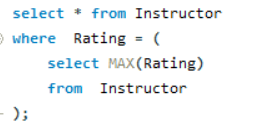 select * from Instructor
where  Rating = (
    select MAX(Rating)
    from  Instructor
);